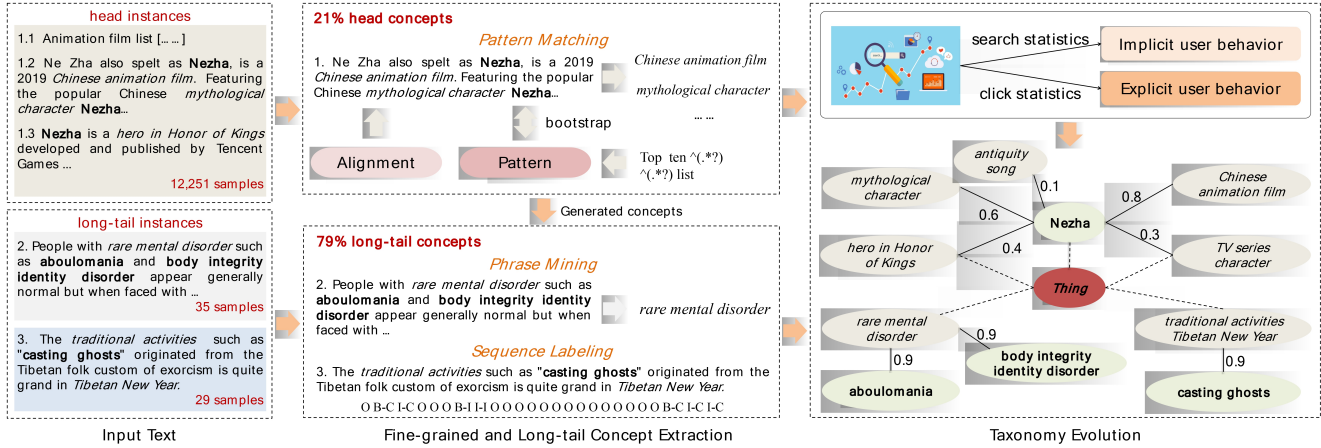 head instances
1.1 Animation film list [... ...]
1.2 Ne Zha also spelt as Nezha, is a
2019 Chinese animation film. Featuring
the popular Chinese mythological
character Nezha...
1.3 Nezha is a hero in Honor of Kings
developed and published by Tencent
Games ...
12,251 samples
long-tail instances
2. People with rare mental disorder such
as aboulomania and body integrity
identity disorder appear generally
normal but when faced with ...
35 samples
3. The traditional activities such as
"casting ghosts" originated from the
Tibetan folk custom of exorcism is quite
grand in Tibetan New Year.
29 samples
Input Text
21% head concepts
Pattern Matching
1. Ne Zha also spelt as Nezha, is a 2019
Chinese animation film. Featuring the popular
Chinese mythological character Nezha...
Chinese animation film
mythological character
... ...
bootstrap
Alignment
Pattern
Top ten ^(.*?)
^(.*?) list
Generated concepts
79% long-tail concepts
Phrase Mining
2. People with rare mental disorder such as
aboulomania and body integrity identity
disorder appear generally normal but when
faced with ...
rare mental disorder
Sequence Labeling
3. The traditional activities such as "casting ghosts" originated from the
Tibetan folk custom of exorcism is quite grand in Tibetan New Year.
O B-C I-C O O O B-I I-I O O O O O O O O O O O O O O O B-C I-C I-C
Fine-grained and Long-tail Concept Extraction
search statistics
click statistics
Implicit user behavior
Explicit user behavior
antiquity
song
mythological
character
Chinese
animation film
0.1
0.8
0.6
Nezha
0.4
0.3
hero in Honor
of Kings
TV series
character
Thing
rare mental
disorder
traditional activities
Tibetan New Year
0.9
0.9
body integrity
identity disorder
0.9
aboulomania
casting ghosts
Taxonomy Evolution